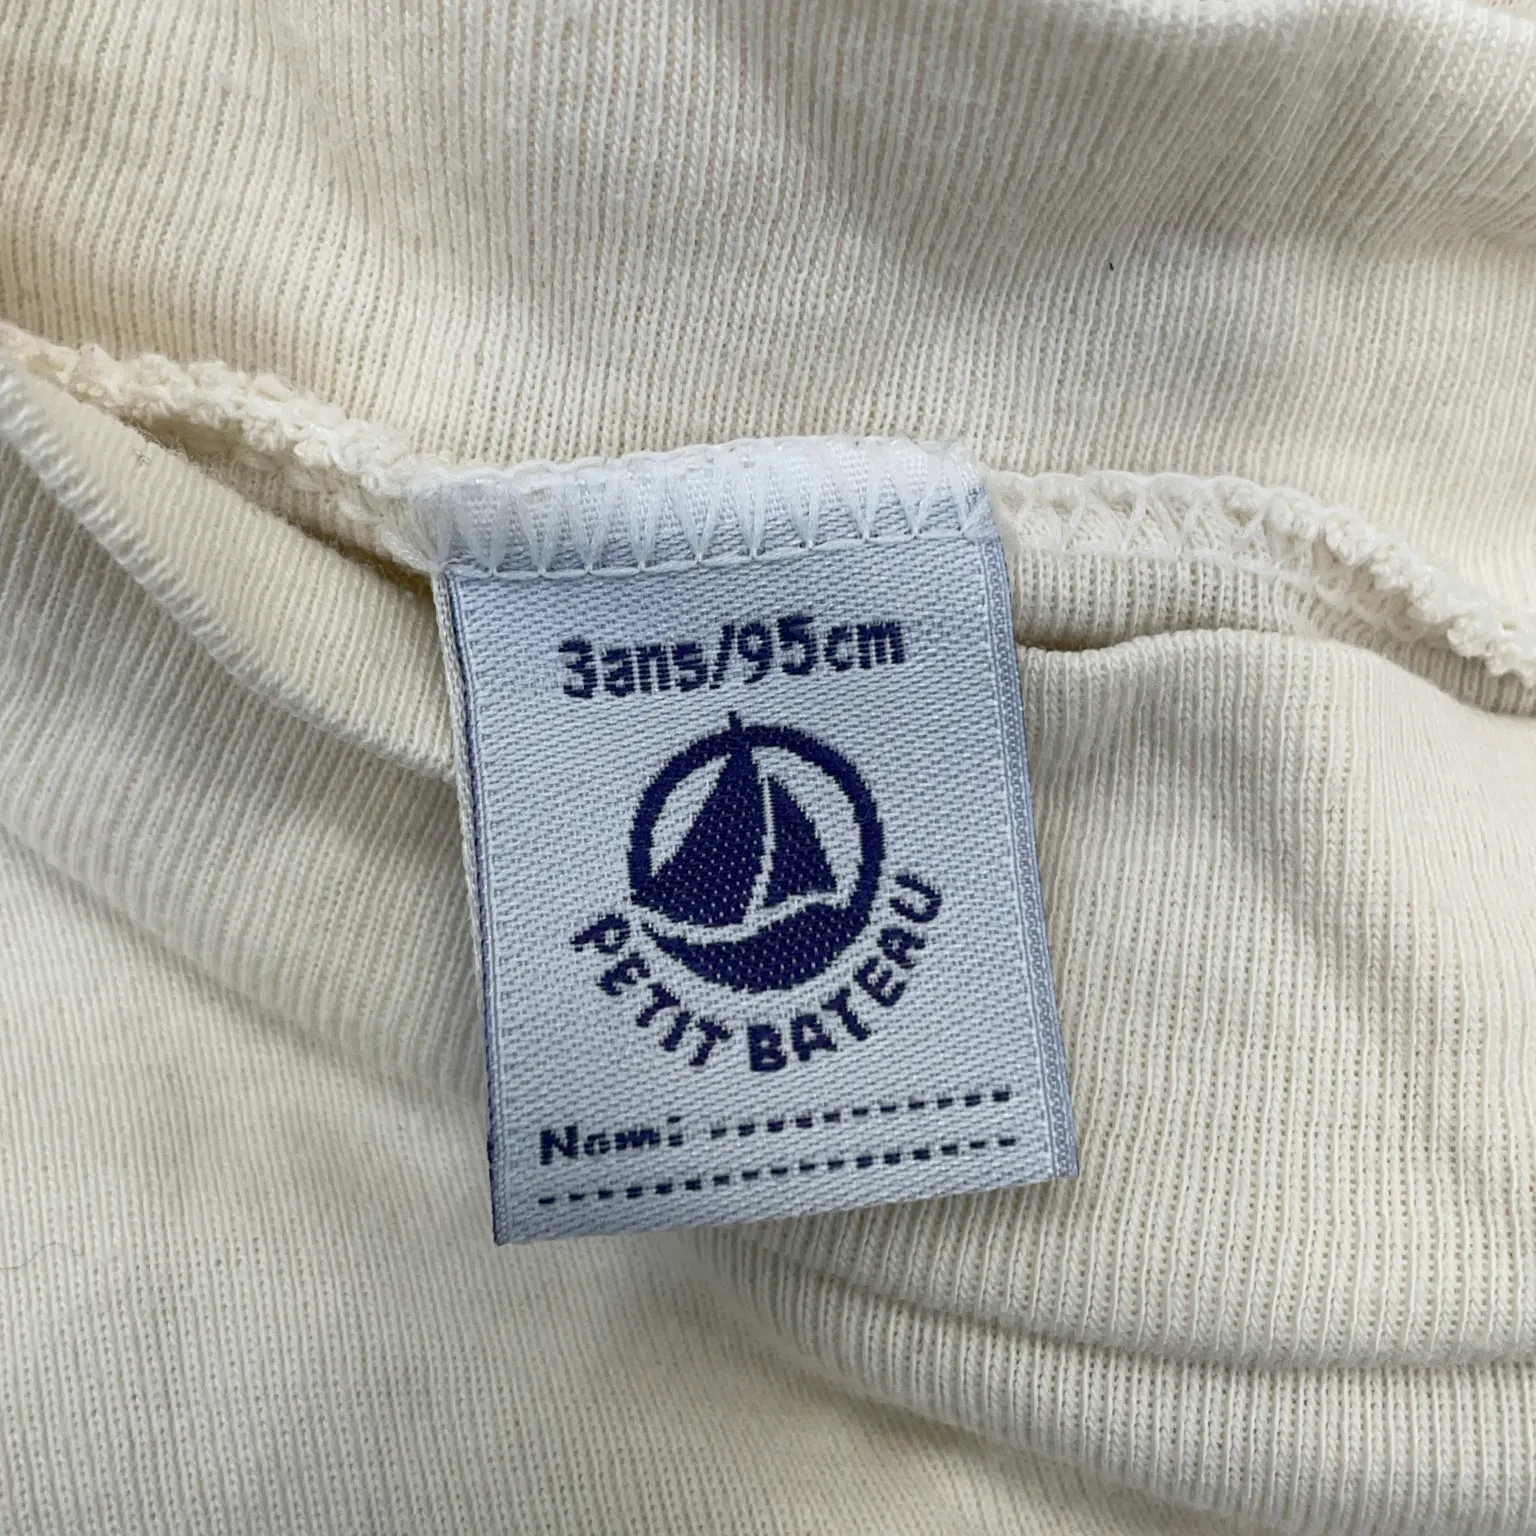 3ans/95cm
PETIT BATEAU
Nom: